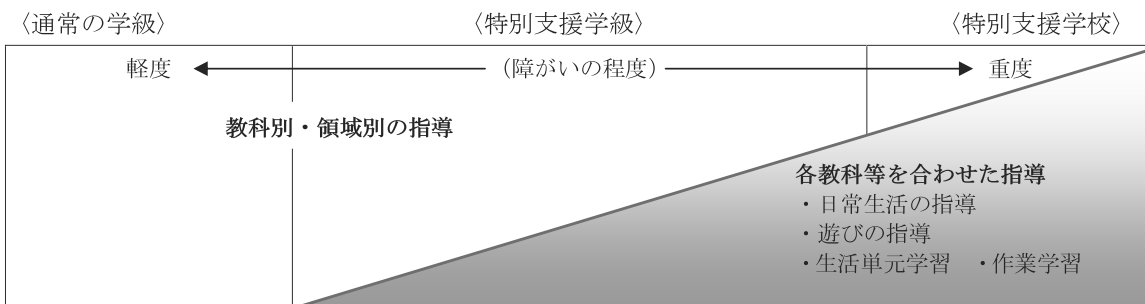 〈通常の学級〉 〈特別支援学級〉 〈特別支援学校〉
軽度 (障がいの程度) 重度
教科別・領域別の指導
各教科等を合わせた指導
・日常生活の指導
・遊びの指導
・生活単元学習 ・作業学習